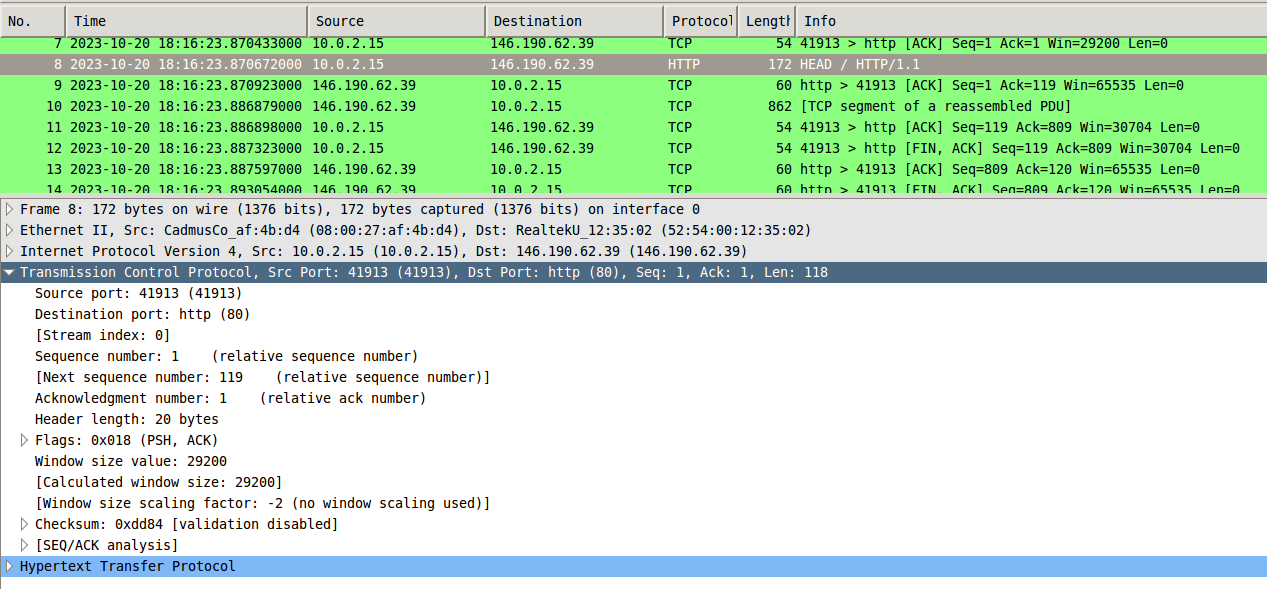 No. Time Source Destination Protocol Length Info
7 2023-10-20 18:16:23.870433000 10.0.2.15 146.190.62.39 TCP 54 41913 > http [ACK] Seq=1 Ack=1 Win=29200 Len=0
8 2023-10-20 18:16:23.870672000 10.0.2.15 146.190.62.39 HTTP 172 HEAD / HTTP/1.1
9 2023-10-20 18:16:23.870923000 146.190.62.39 10.0.2.15 TCP 60 http > 41913 [ACK] Seq=1 Ack=119 Win=65535 Len=0
10 2023-10-20 18:16:23.886879000 146.190.62.39 10.0.2.15 TCP 862 [TCP segment of a reassembled PDU]
11 2023-10-20 18:16:23.886898000 10.0.2.15 146.190.62.39 TCP 54 41913 > http [ACK] Seq=119 Ack=809 Win=30704 Len=0
12 2023-10-20 18:16:23.887323000 10.0.2.15 146.190.62.39 TCP 54 41913 > http [FIN, ACK] Seq=119 Ack=809 Win=30704 Len=0
13 2023-10-20 18:16:23.887597000 146.190.62.39 10.0.2.15 TCP 60 http > 41913 [ACK] Seq=809 Ack=120 Win=65535 Len=0
14 2023-10-20 18:16:23.893054000 146.190.62.39 10.0.2.15 TCP 60 http > 41913 [FIN, ACK] Seq=809 Ack=120 Win=65535 Len=0
Frame 8: 172 bytes on wire (1376 bits), 172 bytes captured (1376 bits) on interface 0
Ethernet II, Src: CadmusCo_af:4b:d4 (08:00:27:af:4b:d4), Dst: RealtekU_12:35:02 (52:54:00:12:35:02)
Internet Protocol Version 4, Src: 10.0.2.15 (10.0.2.15), Dst: 146.190.62.39 (146.190.62.39)
Transmission Control Protocol, Src Port: 41913 (41913), Dst Port: http (80), Seq: 1, Ack: 1, Len: 118
Source port: 41913 (41913)
Destination port: http (80)
[Stream index: 0]
Sequence number: 1 (relative sequence number)
[Next sequence number: 119 (relative sequence number)]
Acknowledgment number: 1 (relative ack number)
Header length: 20 bytes
Flags: 0x018 (PSH, ACK)
Window size value: 29200
[Calculated window size: 29200]
[Window size scaling factor: -2 (no window scaling used)]
Checksum: 0xdd84 [validation disabled]
[SEQ/ACK analysis]
Hypertext Transfer Protocol